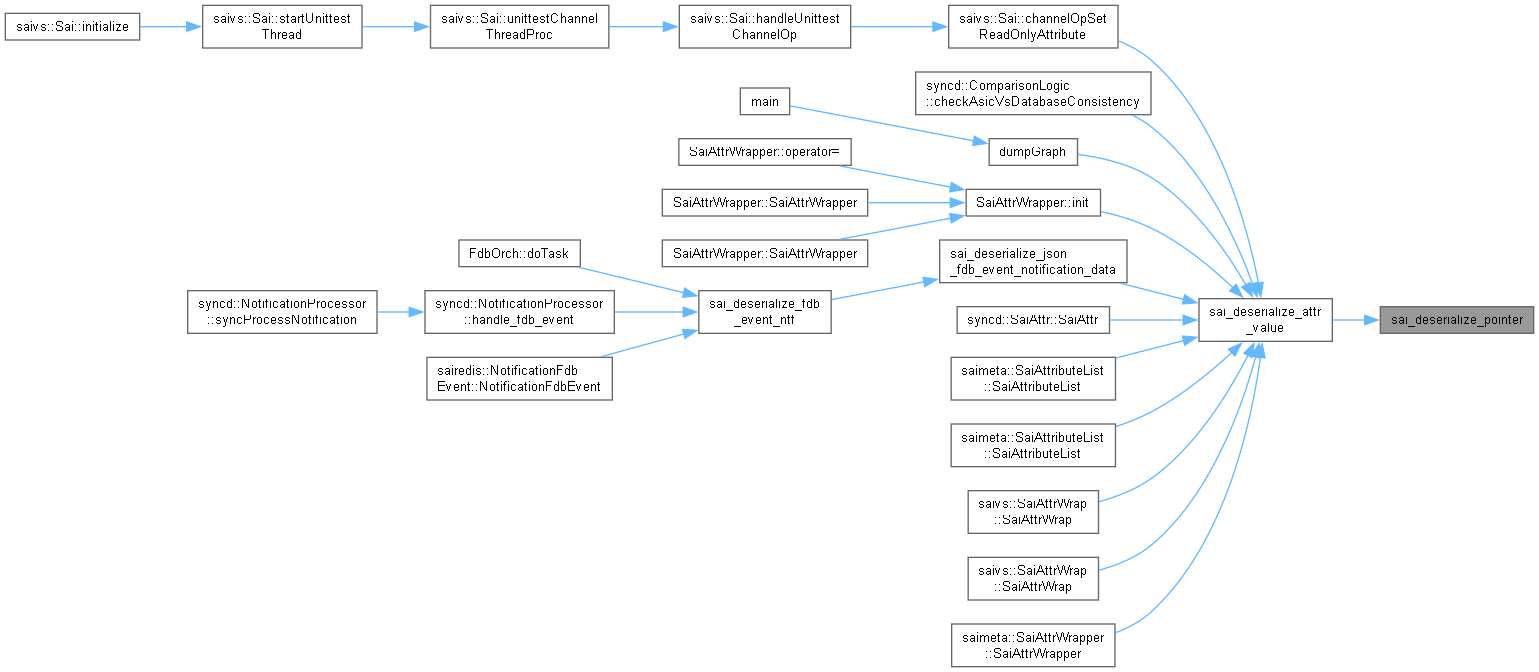 saivs::Sai::initialize
saivs::Sai::startUnittest
Thread
saivs::Sai::unittestChannel
ThreadProc
saivs::Sai::handleUnittest
ChannelOp
saivs::Sai::channelOpSet
ReadOnlyAttribute
syncd::ComparisonLogic
::checkAsicVsDatabaseConsistency
main
dumpGraph
SaiAttrWrapper::operator=
SaiAttrWrapper::SaiAttrWrapper
SaiAttrWrapper::init
SaiAttrWrapper::SaiAttrWrapper
FdbOrch::doTask
sai_deserialize_json
_fdb_event_notification_data
syncd::NotificationProcessor
::syncProcessNotification
syncd::NotificationProcessor
::handle_fdb_event
sai_deserialize_fdb
_event_ntf
syncd::SaiAttr::SaiAttr
sai_deserialize_attr
_value
sai_deserialize_pointer
sairedis::NotificationFdb
Event::NotificationFdbEvent
saimeta::SaiAttributeList
::SaiAttributeList
saimeta::SaiAttributeList
::SaiAttributeList
saivs::SaiAttrWrap
::SaiAttrWrap
saivs::SaiAttrWrap
::SaiAttrWrap
saimeta::SaiAttrWrapper
::SaiAttrWrapper